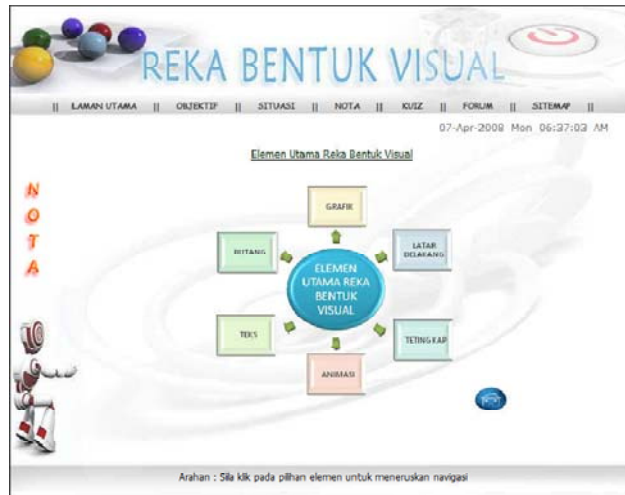 REKA BENTUK VISUAL
|| LAMAN UTAMA || OBJEKTIF || SITUASI || NOTA || KUIZ || FORUM || SITEMAP ||
07-Apr-2008 Mon 06:37:03 AM
Elemen Utama Reka Bentuk Visual
NOTA
GRAFIK
BUTANG
LATAR
BELAKANG
ELEMEN
UTAMA REKA
BENTUK
VISUAL
TEKS
TETINGKAP
ANIMASI
Arahan : Sila klik pada pilihan elemen untuk meneruskan navigasi